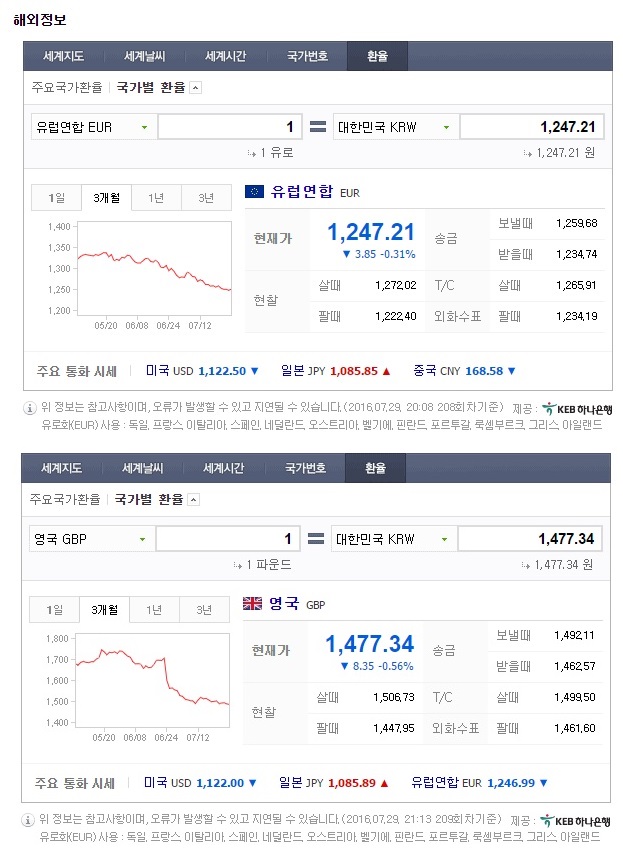 해외정보
세계지도 세계날씨 세계시간 국가번호 환율
주요국가환율 국가별 환율
유럽연합 EUR 1 = 대한민국 KRW 1,247.21
1 유로 1,247.21 원
1일 3개월 1년 3년
1,400
1,350
1,300
1,250
1,200
05/20 06/08 06/24 07/12
유럽연합 EUR
현재가 1,247.21
▼ 3.85 -0.31%
송금 보낼때 1,259.68
받을때 1,234.74
현찰 살때 1,272.02 T/C 살때 1,265.91
팔때 1,222.40 외화수표 팔때 1,234.19
주요 통화 시세 미국 USD 1,122.50 ▼ 일본 JPY 1,085.85 ▲ 중국 CNY 168.58 ▼
위 정보는 참고사항이며, 오류가 발생할 수 있고 지연될 수 있습니다. (2016.07.29. 20:08 208회차기준) 제공 : KEB 하나은행
유로화(EUR) 사용 : 독일, 프랑스, 이탈리아, 스페인, 네덜란드, 오스트리아, 벨기에, 핀란드, 포르투갈, 룩셈부르크, 그리스, 아일랜드
세계지도 세계날씨 세계시간 국가번호 환율
주요국가환율 국가별 환율
영국 GBP 1 = 대한민국 KRW 1,477.34
1 파운드 1,477.34 원
1일 3개월 1년 3년
1,800
1,700
1,600
1,500
1,400
05/20 06/08 06/24 07/12
영국 GBP
현재가 1,477.34
▼ 8.35 -0.56%
송금 보낼때 1,492.11
받을때 1,462.57
현찰 살때 1,506.73 T/C 살때 1,499.50
팔때 1,447.95 외화수표 팔때 1,461.60
주요 통화 시세 미국 USD 1,122.00 ▼ 일본 JPY 1,085.89 ▲ 유럽연합 EUR 1,246.99 ▼
위 정보는 참고사항이며, 오류가 발생할 수 있고 지연될 수 있습니다. (2016.07.29. 21:13 209회차기준) 제공 : KEB 하나은행
유로화(EUR) 사용 : 독일, 프랑스, 이탈리아, 스페인, 네덜란드, 오스트리아, 벨기에, 핀란드, 포르투갈, 룩셈부르크, 그리스, 아일랜드